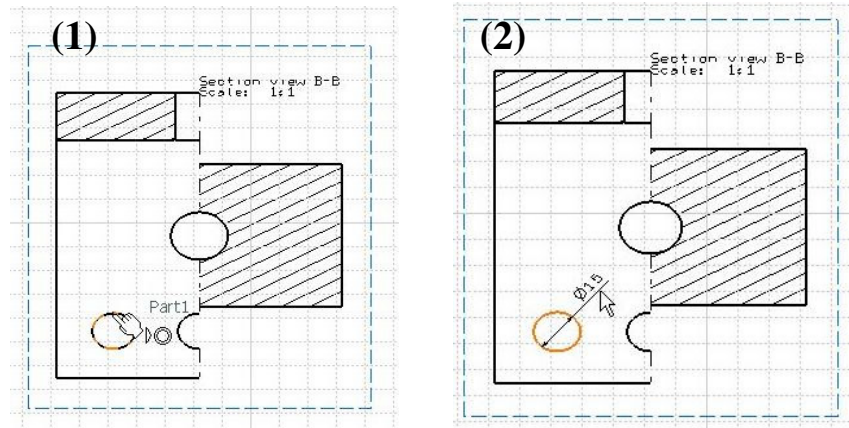 (1)
Section view B-B
Scale: 1:1
Part1
(2)
Section view B-B
Scale: 1:1
Ø15